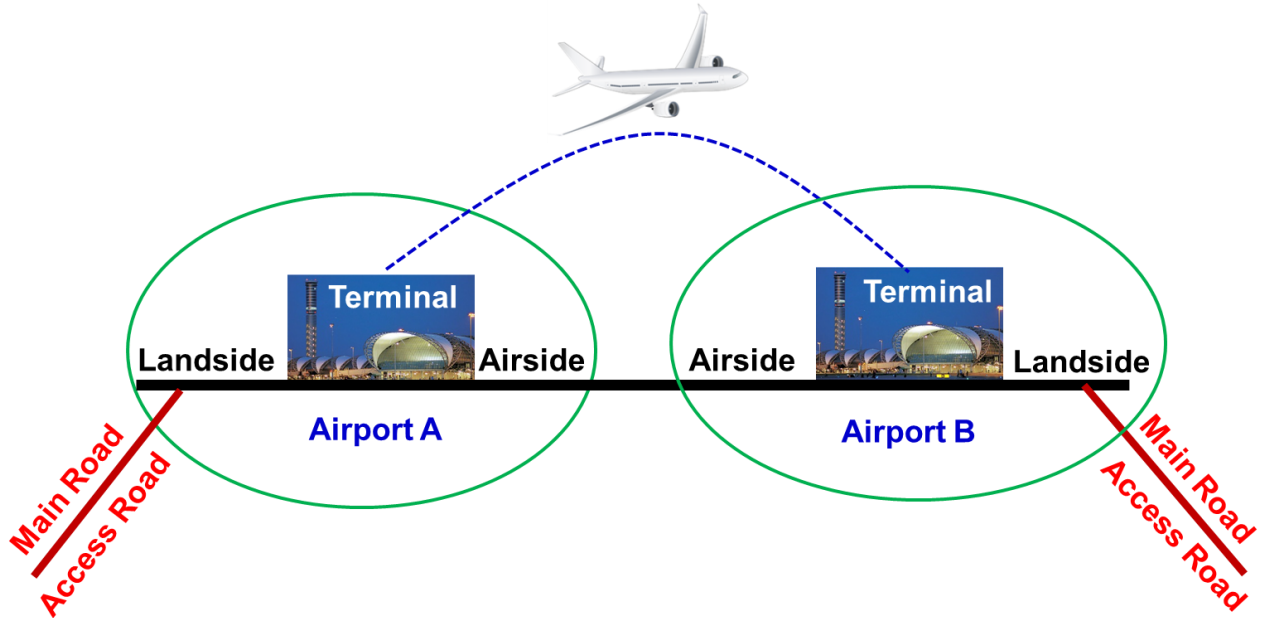 Terminal
Terminal
Landside
Airside
Airside
Landside
Airport A
Airport B
Main Road
Access Road
Main Road
Access Road